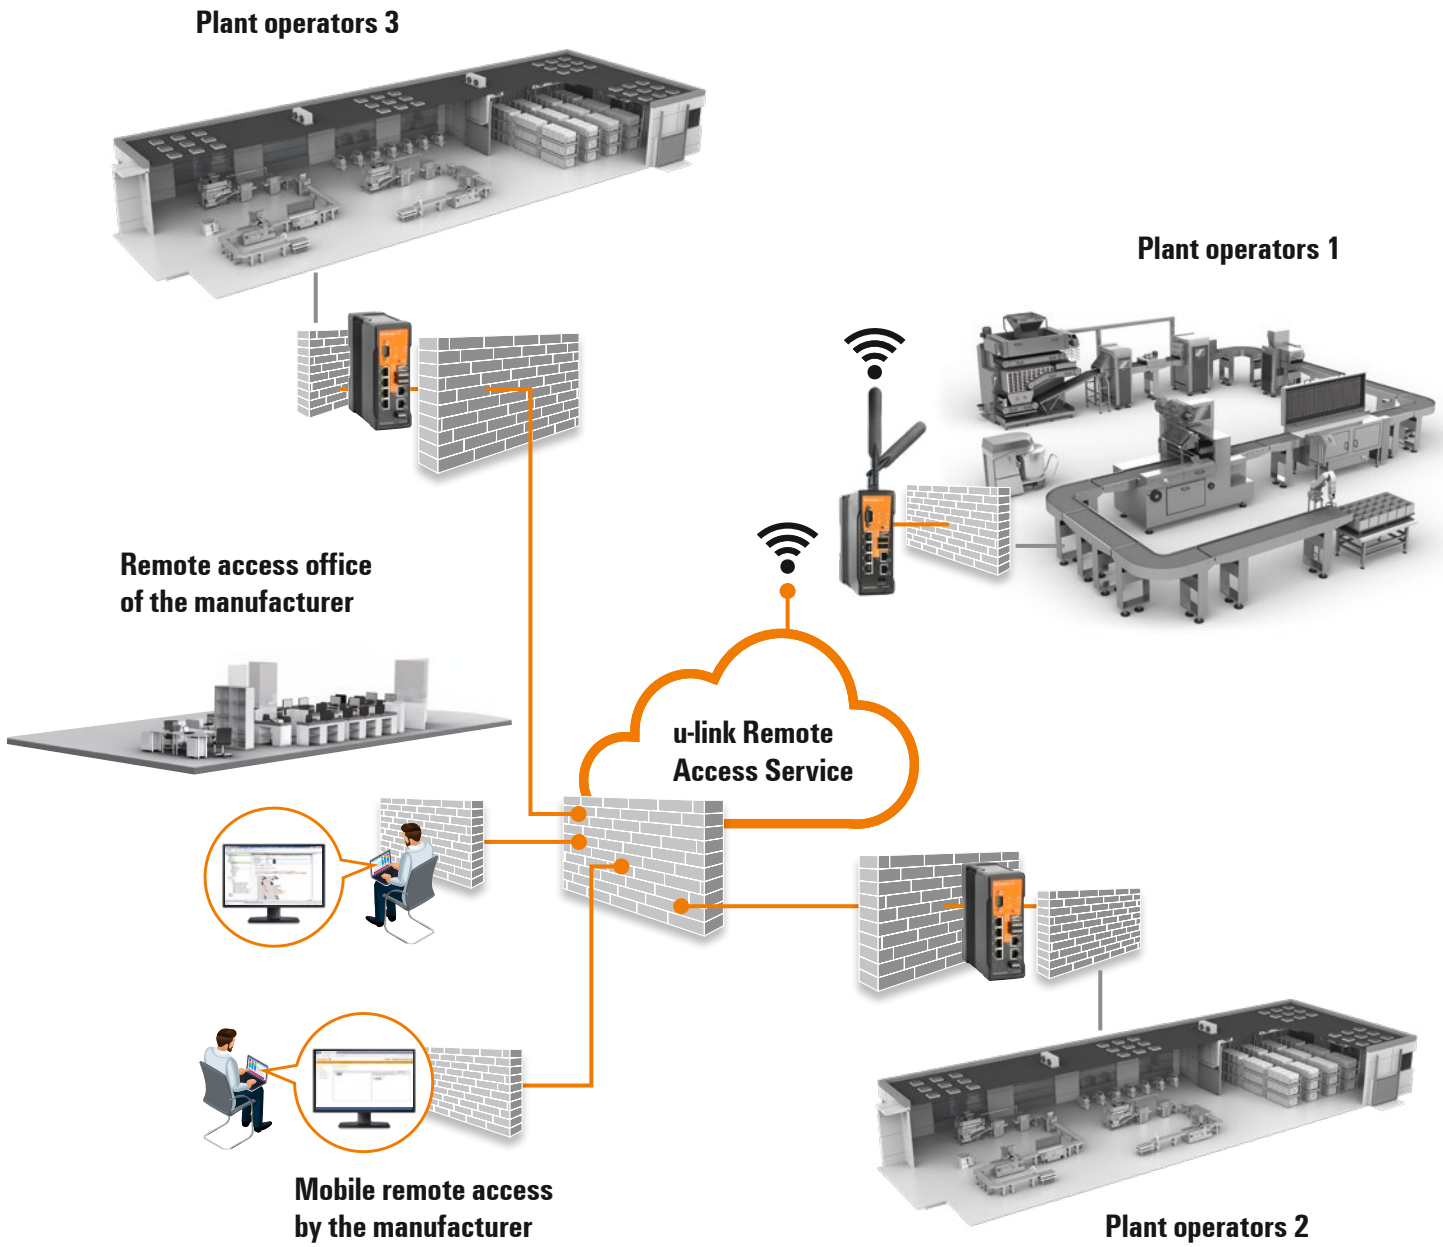 Plant operators 3
Plant operators 1
Remote access office
of the manufacturer
u-link Remote
Access Service
Mobile remote access
by the manufacturer
Plant operators 2